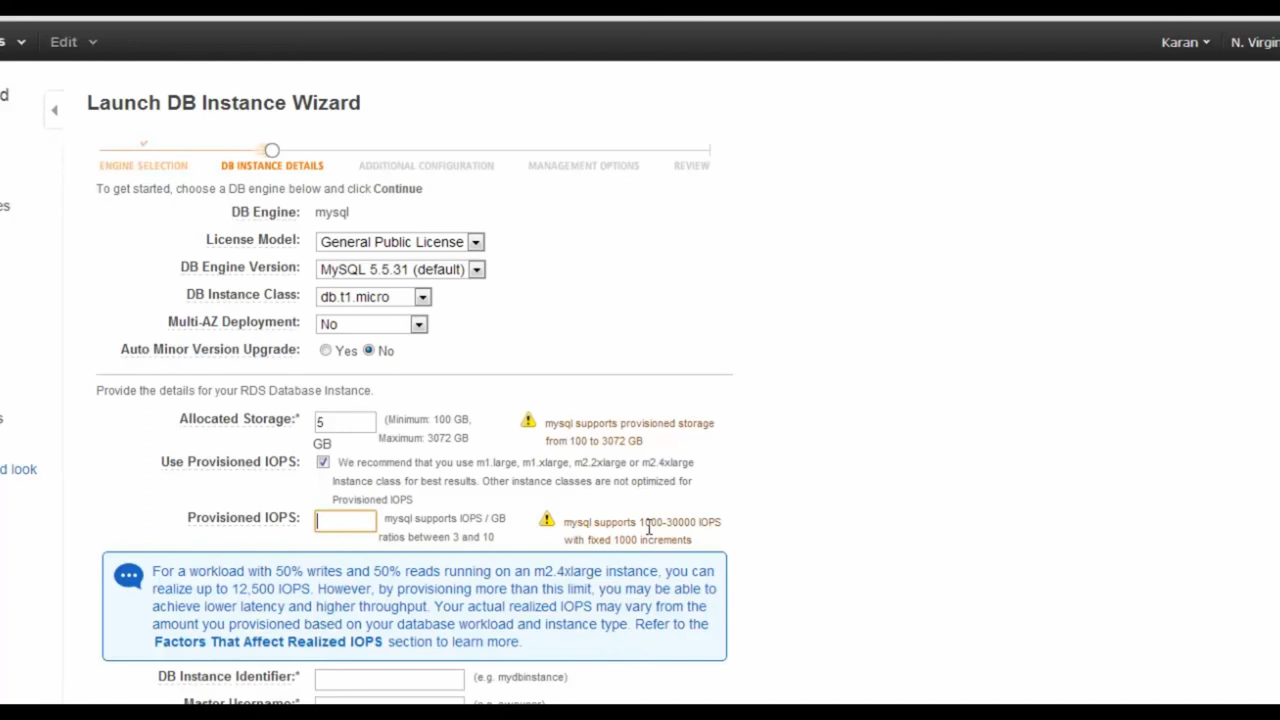 s Edit Karan N. Virgin
d
Launch DB Instance Wizard
ENGINE SELECTION DB INSTANCE DETAILS ADDITIONAL CONFIGURATION MANAGEMENT OPTIONS REVIEW
To get started, choose a DB engine below and click Continue
es
DB Engine: mysql
License Model: General Public License
DB Engine Version: MySQL 5.5.31 (default)
DB Instance Class: db.t1.micro
Multi-AZ Deployment: No
Auto Minor Version Upgrade: Yes No
Provide the details for your RDS Database Instance.
s
Allocated Storage:* 5 (Minimum: 100 GB, mysql supports provisioned storage
GB Maximum: 3072 GB from 100 to 3072 GB
d look
Use Provisioned IOPS: We recommend that you use m1.large, m1.xlarge, m2.2xlarge or m2.4xlarge
Instance class for best results. Other instance classes are not optimized for
Provisioned IOPS
Provisioned IOPS: mysql supports IOPS / GB mysql supports 1000-30000 IOPS
ratios between 3 and 10 with fixed 1000 increments
For a workload with 50% writes and 50% reads running on an m2.4xlarge instance, you can
realize up to 12,500 IOPS. However, by provisioning more than this limit, you may be able to
achieve lower latency and higher throughput. Your actual realized IOPS may vary from the
amount you provisioned based on your database workload and instance type. Refer to the
Factors That Affect Realized IOPS section to learn more.
DB Instance Identifier:* (e.g. mydbinstance)
Master Username:*